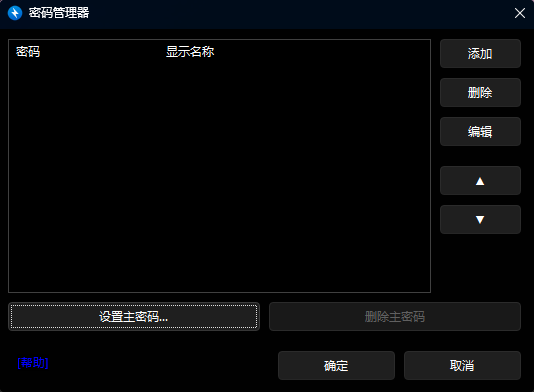 密码管理器
密码 显示名称
添加
删除
编辑
▲
▼
设置主密码... 删除主密码
[帮助] 确定 取消